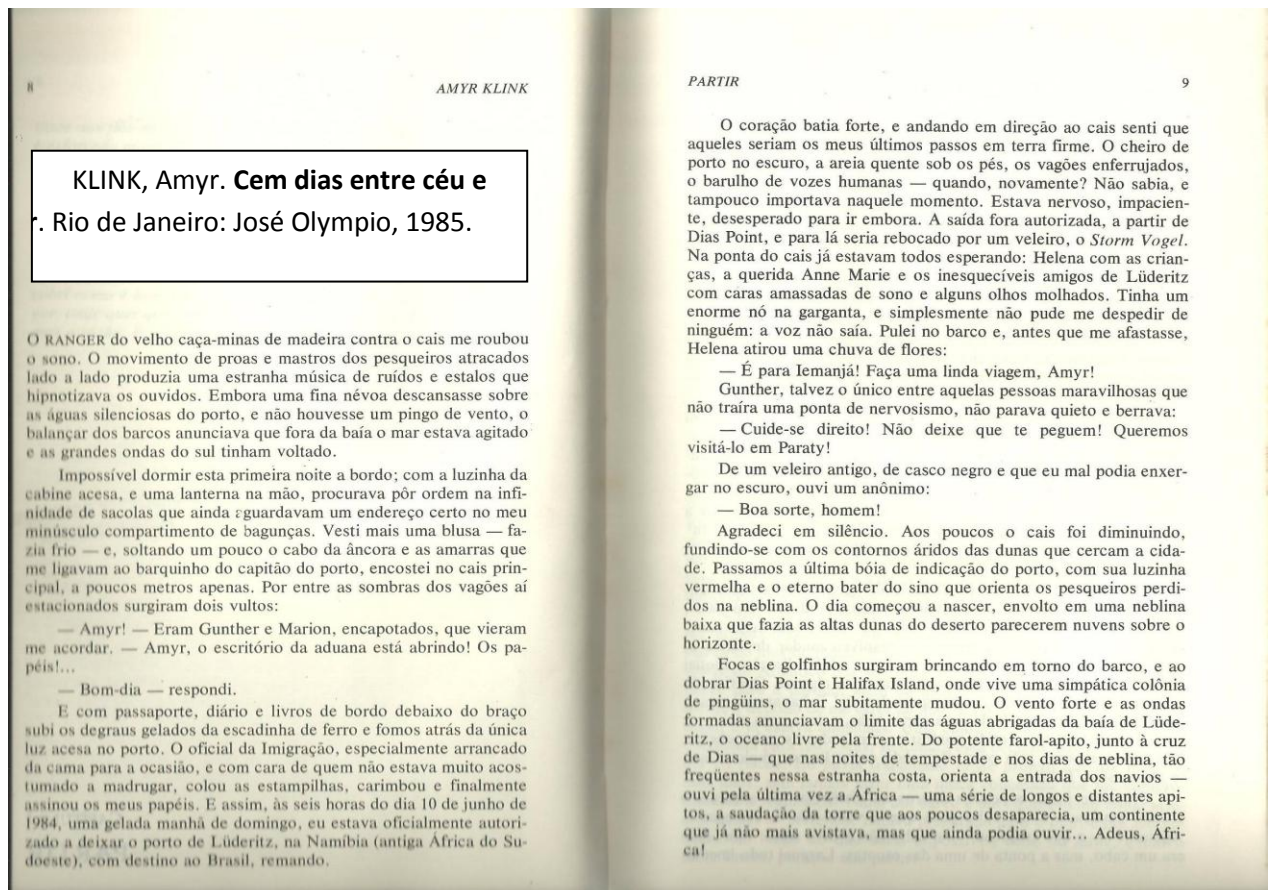 8
AMYR KLINK
KLINK, Amyr. Cem dias entre céu e
r. Rio de Janeiro: José Olympio, 1985.
O RANGER do velho caça-minas de madeira contra o cais me roubou
o sono. O movimento de proas e mastros dos pesqueiros atracados
lado a lado produzia uma estranha música de ruídos e estalos que
hipnotizava os ouvidos. Embora uma fina névoa descansasse sobre
as águas silenciosas do porto, e não houvesse um pingo de vento, o
balançar dos barcos anunciava que fora da baía o mar estava agitado
e as grandes ondas do sul tinham voltado.
Impossível dormir esta primeira noite a bordo; com a luzinha da
cabine acesa, e uma lanterna na mão, procurava pôr ordem na infi-
nidade de sacolas que ainda aguardavam um endereço certo no meu
minúsculo compartimento de bagunças. Vesti mais uma blusa — fa-
zia frio — e, soltando um pouco o cabo da âncora e as amarras que
me ligavam ao barquinho do capitão do porto, encostei no cais prin-
cipal, a poucos metros apenas. Por entre as sombras dos vagões aí
estacionados surgiram dois vultos:
— Amyr! — Eram Gunther e Marion, encapotados, que vieram
me acordar. — Amyr, o escritório da aduana está abrindo! Os pa-
péis!...
— Bom-dia — respondi.
E com passaporte, diário e livros de bordo debaixo do braço
subi os degraus gelados da escadinha de ferro e fomos atrás da única
luz acesa no porto. O oficial da Imigração, especialmente arrancado
da cama para a ocasião, e com cara de quem não estava muito acos-
tumado a madrugar, colou as estampilhas, carimbou e finalmente
assinou os meus papéis. E assim, às seis horas do dia 10 de junho de
1984, uma gelada manhã de domingo, eu estava oficialmente autori-
zado a deixar o porto de Lüderitz, na Namíbia (antiga África do Su-
doeste), com destino ao Brasil, remando.
PARTIR
9
O coração batia forte, e andando em direção ao cais senti que
aqueles seriam os meus últimos passos em terra firme. O cheiro de
porto no escuro, a areia quente sob os pés, os vagões enferrujados,
o barulho de vozes humanas — quando, novamente? Não sabia, e
tampouco importava naquele momento. Estava nervoso, impacien-
te, desesperado para ir embora. A saída fora autorizada, a partir de
Dias Point, e para lá seria rebocado por um veleiro, o Storm Vogel.
Na ponta do cais já estavam todos esperando: Helena com as crian-
ças, a querida Anne Marie e os inesquecíveis amigos de Lüderitz
com caras amassadas de sono e alguns olhos molhados. Tinha um
enorme nó na garganta, e simplesmente não pude me despedir de
ninguém: a voz não saía. Pulei no barco e, antes que me afastasse,
Helena atirou uma chuva de flores:
— É para Iemanjá! Faça uma linda viagem, Amyr!
Gunther, talvez o único entre aquelas pessoas maravilhosas que
não traíra uma ponta de nervosismo, não parava quieto e berrava:
— Cuide-se direito! Não deixe que te peguem! Queremos
visitá-lo em Paraty!
De um veleiro antigo, de casco negro e que eu mal podia enxer-
gar no escuro, ouvi um anônimo:
— Boa sorte, homem!
Agradeci em silêncio. Aos poucos o cais foi diminuindo,
fundindo-se com os contornos áridos das dunas que cercam a cida-
de. Passamos a última bóia de indicação do porto, com sua luzinha
vermelha e o eterno bater do sino que orienta os pesqueiros perdi-
dos na neblina. O dia começou a nascer, envolto em uma neblina
baixa que fazia as altas dunas do deserto parecerem nuvens sobre o
horizonte.
Focas e golfinhos surgiram brincando em torno do barco, e ao
dobrar Dias Point e Halifax Island, onde vive uma simpática colônia
de pingüins, o mar subitamente mudou. O vento forte e as ondas
formadas anunciavam o limite das águas abrigadas da baía de Lüde-
ritz, o oceano livre pela frente. Do potente farol-apito, junto à cruz
de Dias — que nas noites de tempestade e nos dias de neblina, tão
freqüentes nessa estranha costa, orienta a entrada dos navios —
ouvi pela última vez a África — uma série de longos e distantes api-
tos, a saudação da torre que aos poucos desaparecia, um continente
que já não mais avistava, mas que ainda podia ouvir... Adeus, Áfri-
ca!